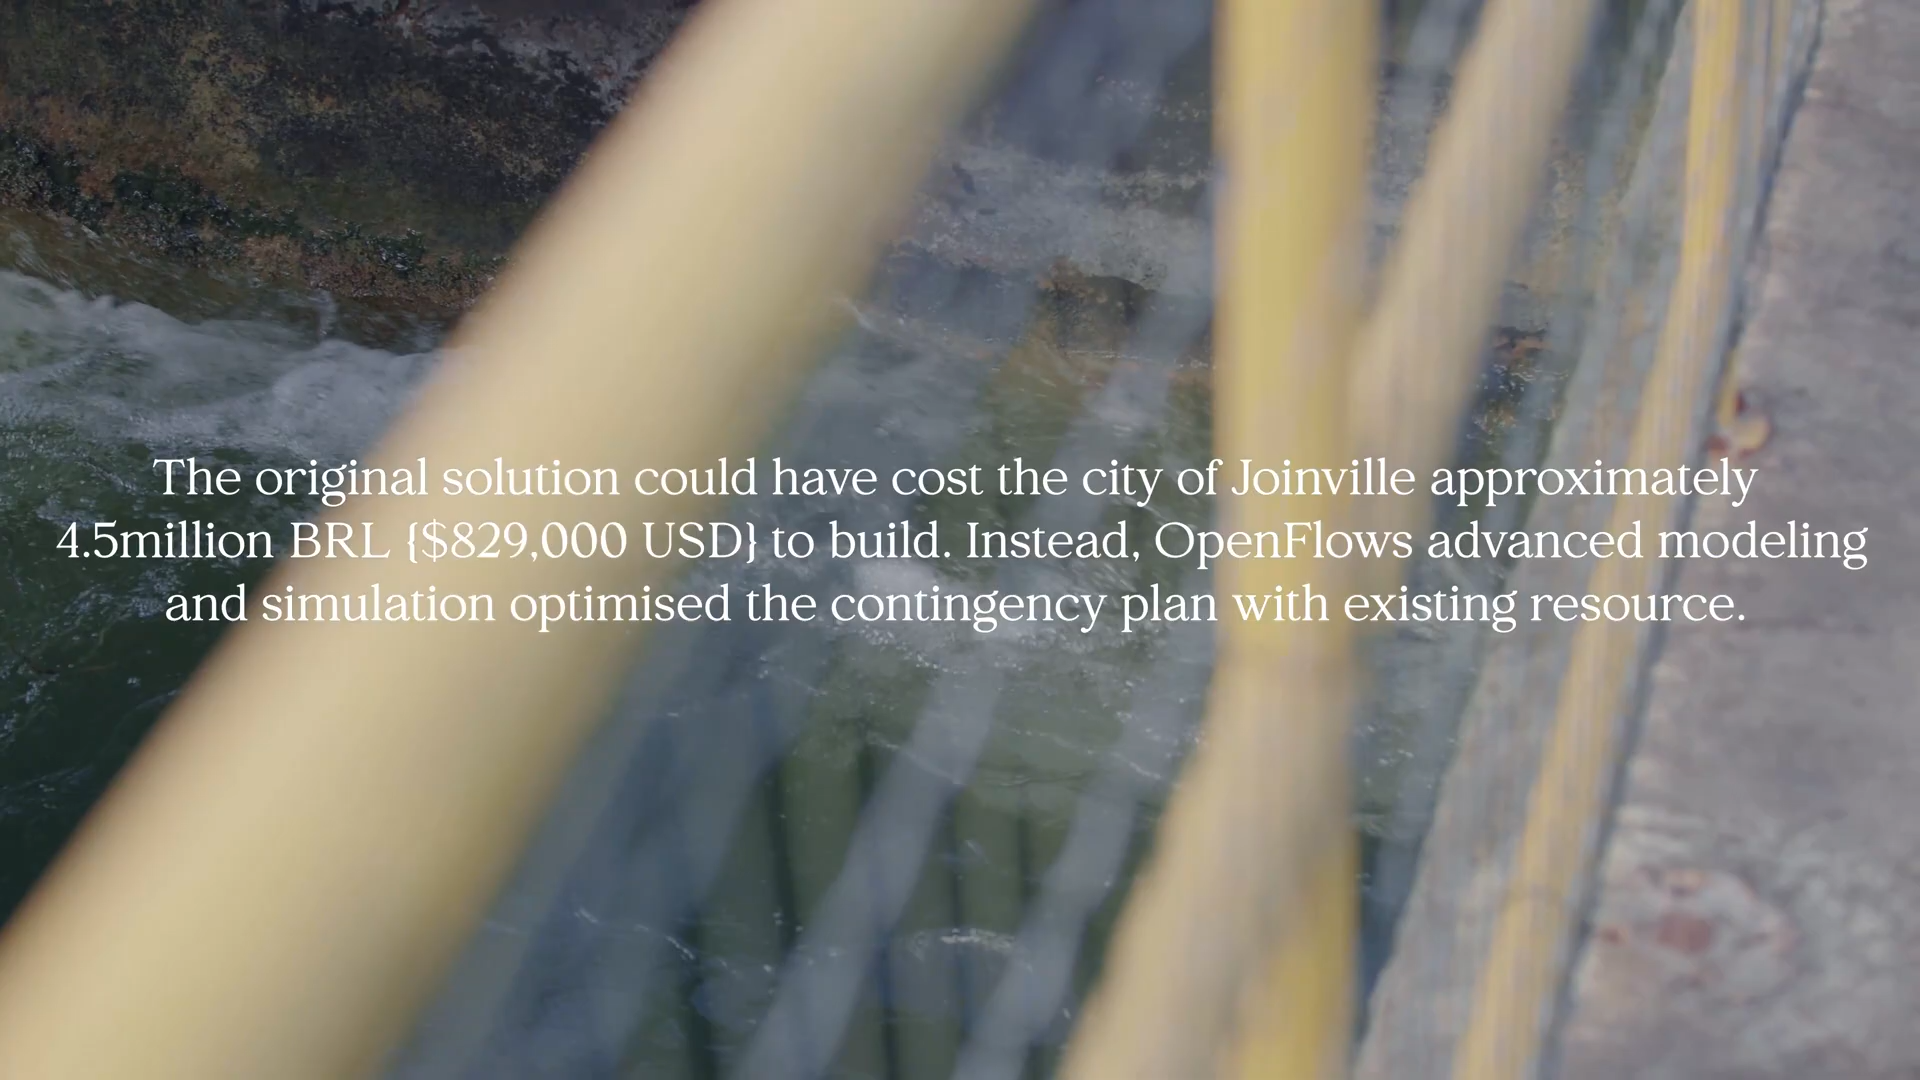 The original solution could have cost the city of Joinville approximately
4.5million BRL {$829,000 USD} to build. Instead, OpenFlows advanced modeling
and simulation optimised the contingency plan with existing resource.